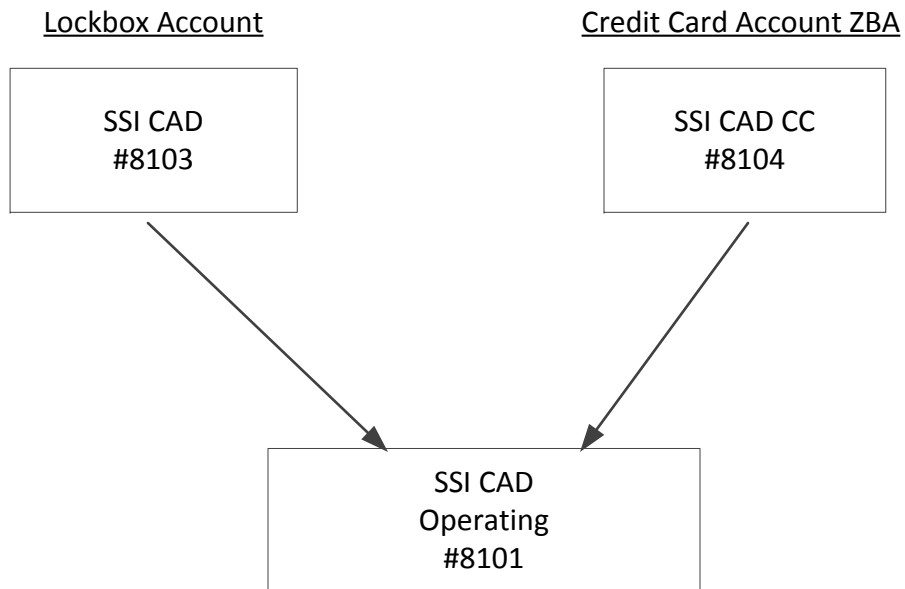 Lockbox Account
Credit Card Account ZBA
SSI CAD
#8103
SSI CAD CC
#8104
SSI CAD
Operating
#8101